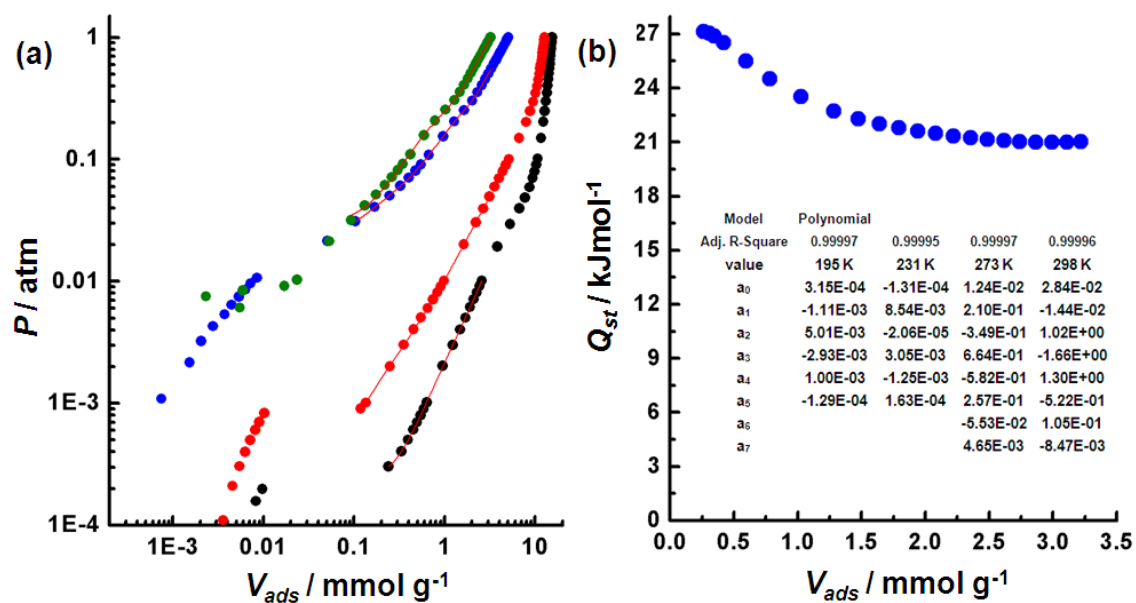 (a)
P / atm
1
0.1
0.01
1E-3
1E-4
1E-3 0.01 0.1 1 10
V_ads / mmol g⁻¹
(b)
Q_st / kJmol⁻¹
27
24
21
18
15
12
9
6
3
0
0.0 0.5 1.0 1.5 2.0 2.5 3.0 3.5
V_ads / mmol g⁻¹
Model Polynomial
Adj. R-Square 0.99997 0.99995 0.99997 0.99996
value 195 K 231 K 273 K 298 K
a₀ 3.15E-04 -1.31E-04 1.24E-02 2.84E-02
a₁ -1.11E-03 8.54E-03 2.10E-01 -1.44E-02
a₂ 5.01E-03 -2.06E-05 -3.49E-01 1.02E+00
a₃ -2.93E-03 3.05E-03 6.64E-01 -1.66E+00
a₄ 1.00E-03 -1.25E-03 -5.82E-01 1.30E+00
a₅ -1.29E-04 1.63E-04 2.57E-01 -5.22E-01
a₆ -5.53E-02 1.05E-01
a₇ 4.65E-03 -8.47E-03